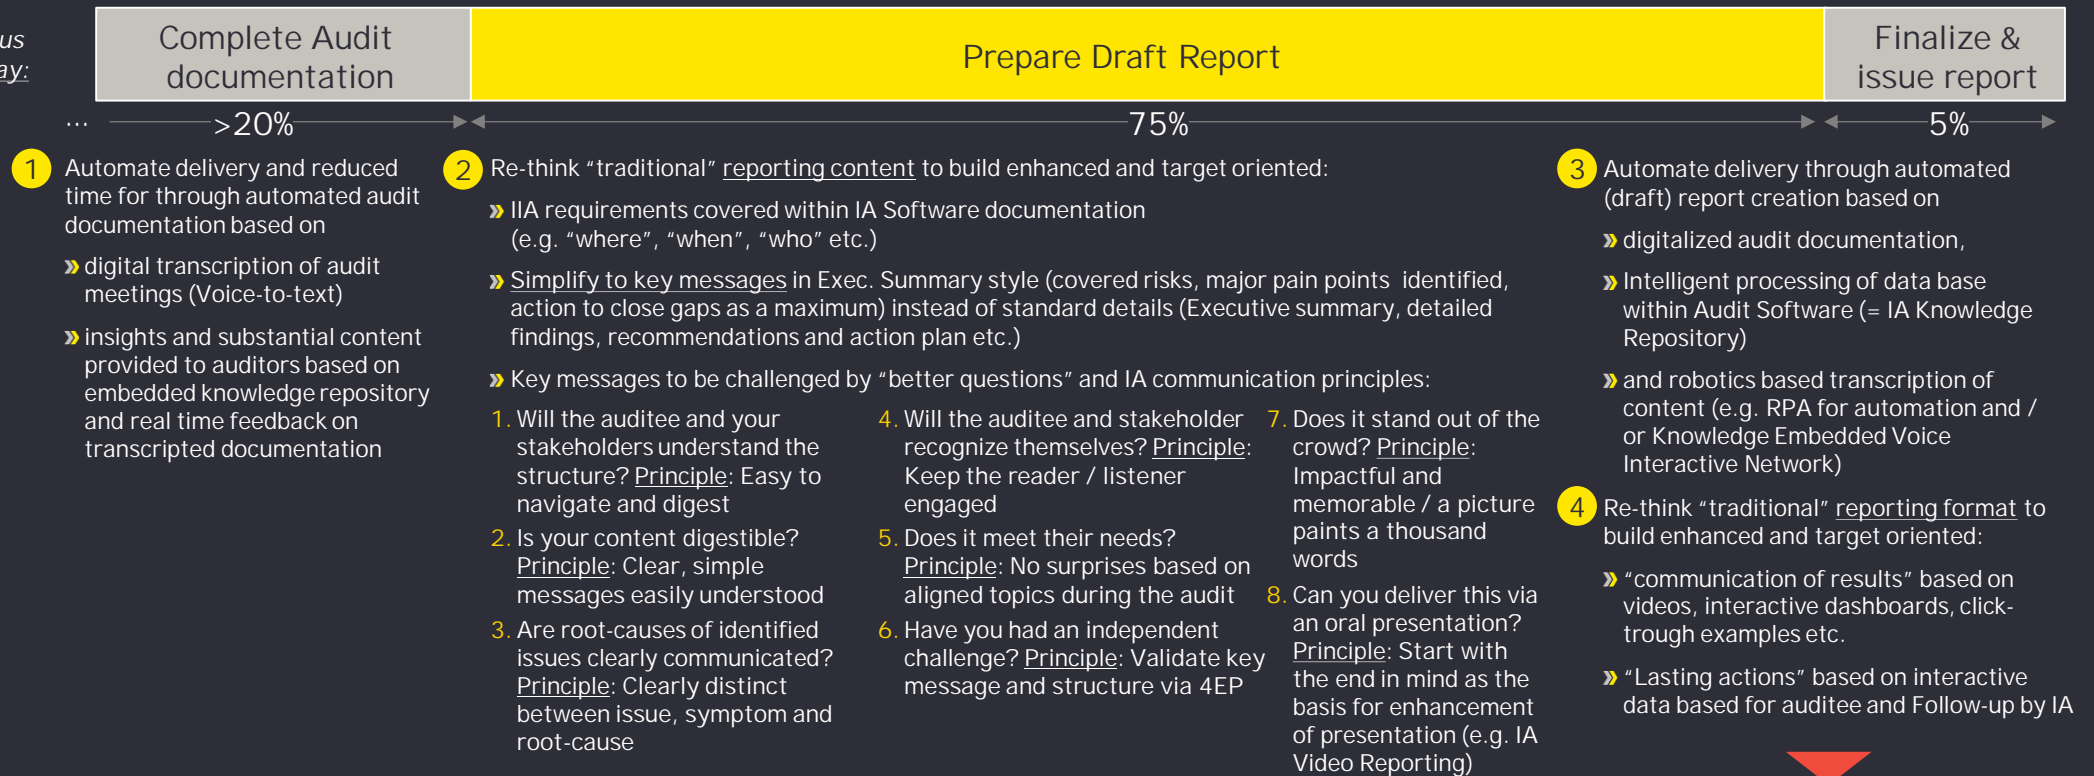 us
ay:
Complete Audit
documentation
Prepare Draft Report
Finalize &
issue report
...
>20%
75%
5%
1
Automate delivery and reduced
time for through automated audit
documentation based on
» digital transcription of audit
meetings (Voice-to-text)
» insights and substantial content
provided to auditors based on
embedded knowledge repository
and real time feedback on
transcripted documentation
2
Re-think “traditional” reporting content to build enhanced and target oriented:
» IIA requirements covered within IA Software documentation
(e.g. “where”, “when”, “who” etc.)
» Simplify to key messages in Exec. Summary style (covered risks, major pain points identified,
action to close gaps as a maximum) instead of standard details (Executive summary, detailed
findings, recommendations and action plan etc.)
» Key messages to be challenged by “better questions” and IA communication principles:
1. Will the auditee and your
stakeholders understand the
structure? Principle: Easy to
navigate and digest
2. Is your content digestible?
Principle: Clear, simple
messages easily understood
3. Are root-causes of identified
issues clearly communicated?
Principle: Clearly distinct
between issue, symptom and
root-cause
4. Will the auditee and stakeholder
recognize themselves? Principle:
Keep the reader / listener
engaged
5. Does it meet their needs?
Principle: No surprises based on
aligned topics during the audit
6. Have you had an independent
challenge? Principle: Validate key
message and structure via 4EP
7. Does it stand out of the
crowd? Principle:
Impactful and
memorable / a picture
paints a thousand
words
8. Can you deliver this via
an oral presentation?
Principle: Start with
the end in mind as the
basis for enhancement
of presentation (e.g. IA
Video Reporting)
3
Automate delivery through automated
(draft) report creation based on
» digitalized audit documentation,
» Intelligent processing of data base
within Audit Software (= IA Knowledge
Repository)
» and robotics based transcription of
content (e.g. RPA for automation and /
or Knowledge Embedded Voice
Interactive Network)
4
Re-think “traditional” reporting format to
build enhanced and target oriented:
» “communication of results” based on
videos, interactive dashboards, click-
trough examples etc.
» “Lasting actions” based on interactive
data based for auditee and Follow-up by IA